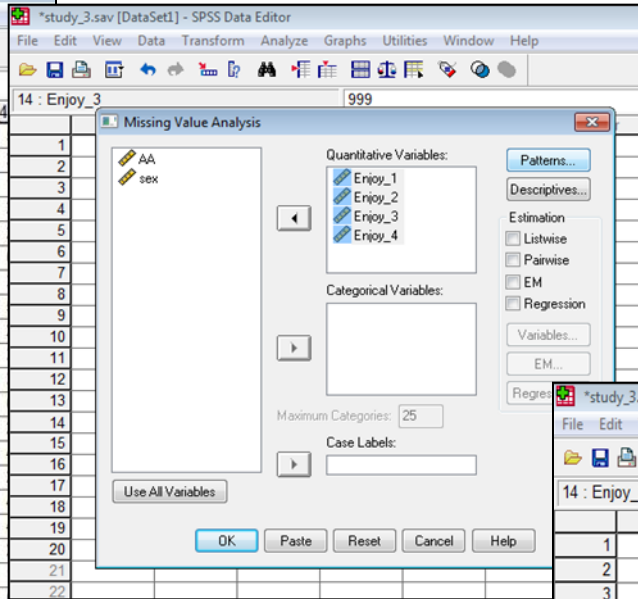 *study_3.sav [DataSet1] - SPSS Data Editor
File Edit View Data Transform Analyze Graphs Utilities Window Help
14 : Enjoy_3 999
Missing Value Analysis
AA
sex
Quantitative Variables:
Enjoy_1
Enjoy_2
Enjoy_3
Enjoy_4
Patterns...
Descriptives...
Estimation
Listwise
Pairwise
EM
Regression
Categorical Variables:
Variables...
EM...
Regres
Maximum Categories: 25
Case Labels:
Use All Variables
OK Paste Reset Cancel Help
1
2
3
4
5
6
7
8
9
10
11
12
13
14
15
16
17
18
19
20
21
22
*study_3.
File Edit
14 : Enjoy_
1
2
3